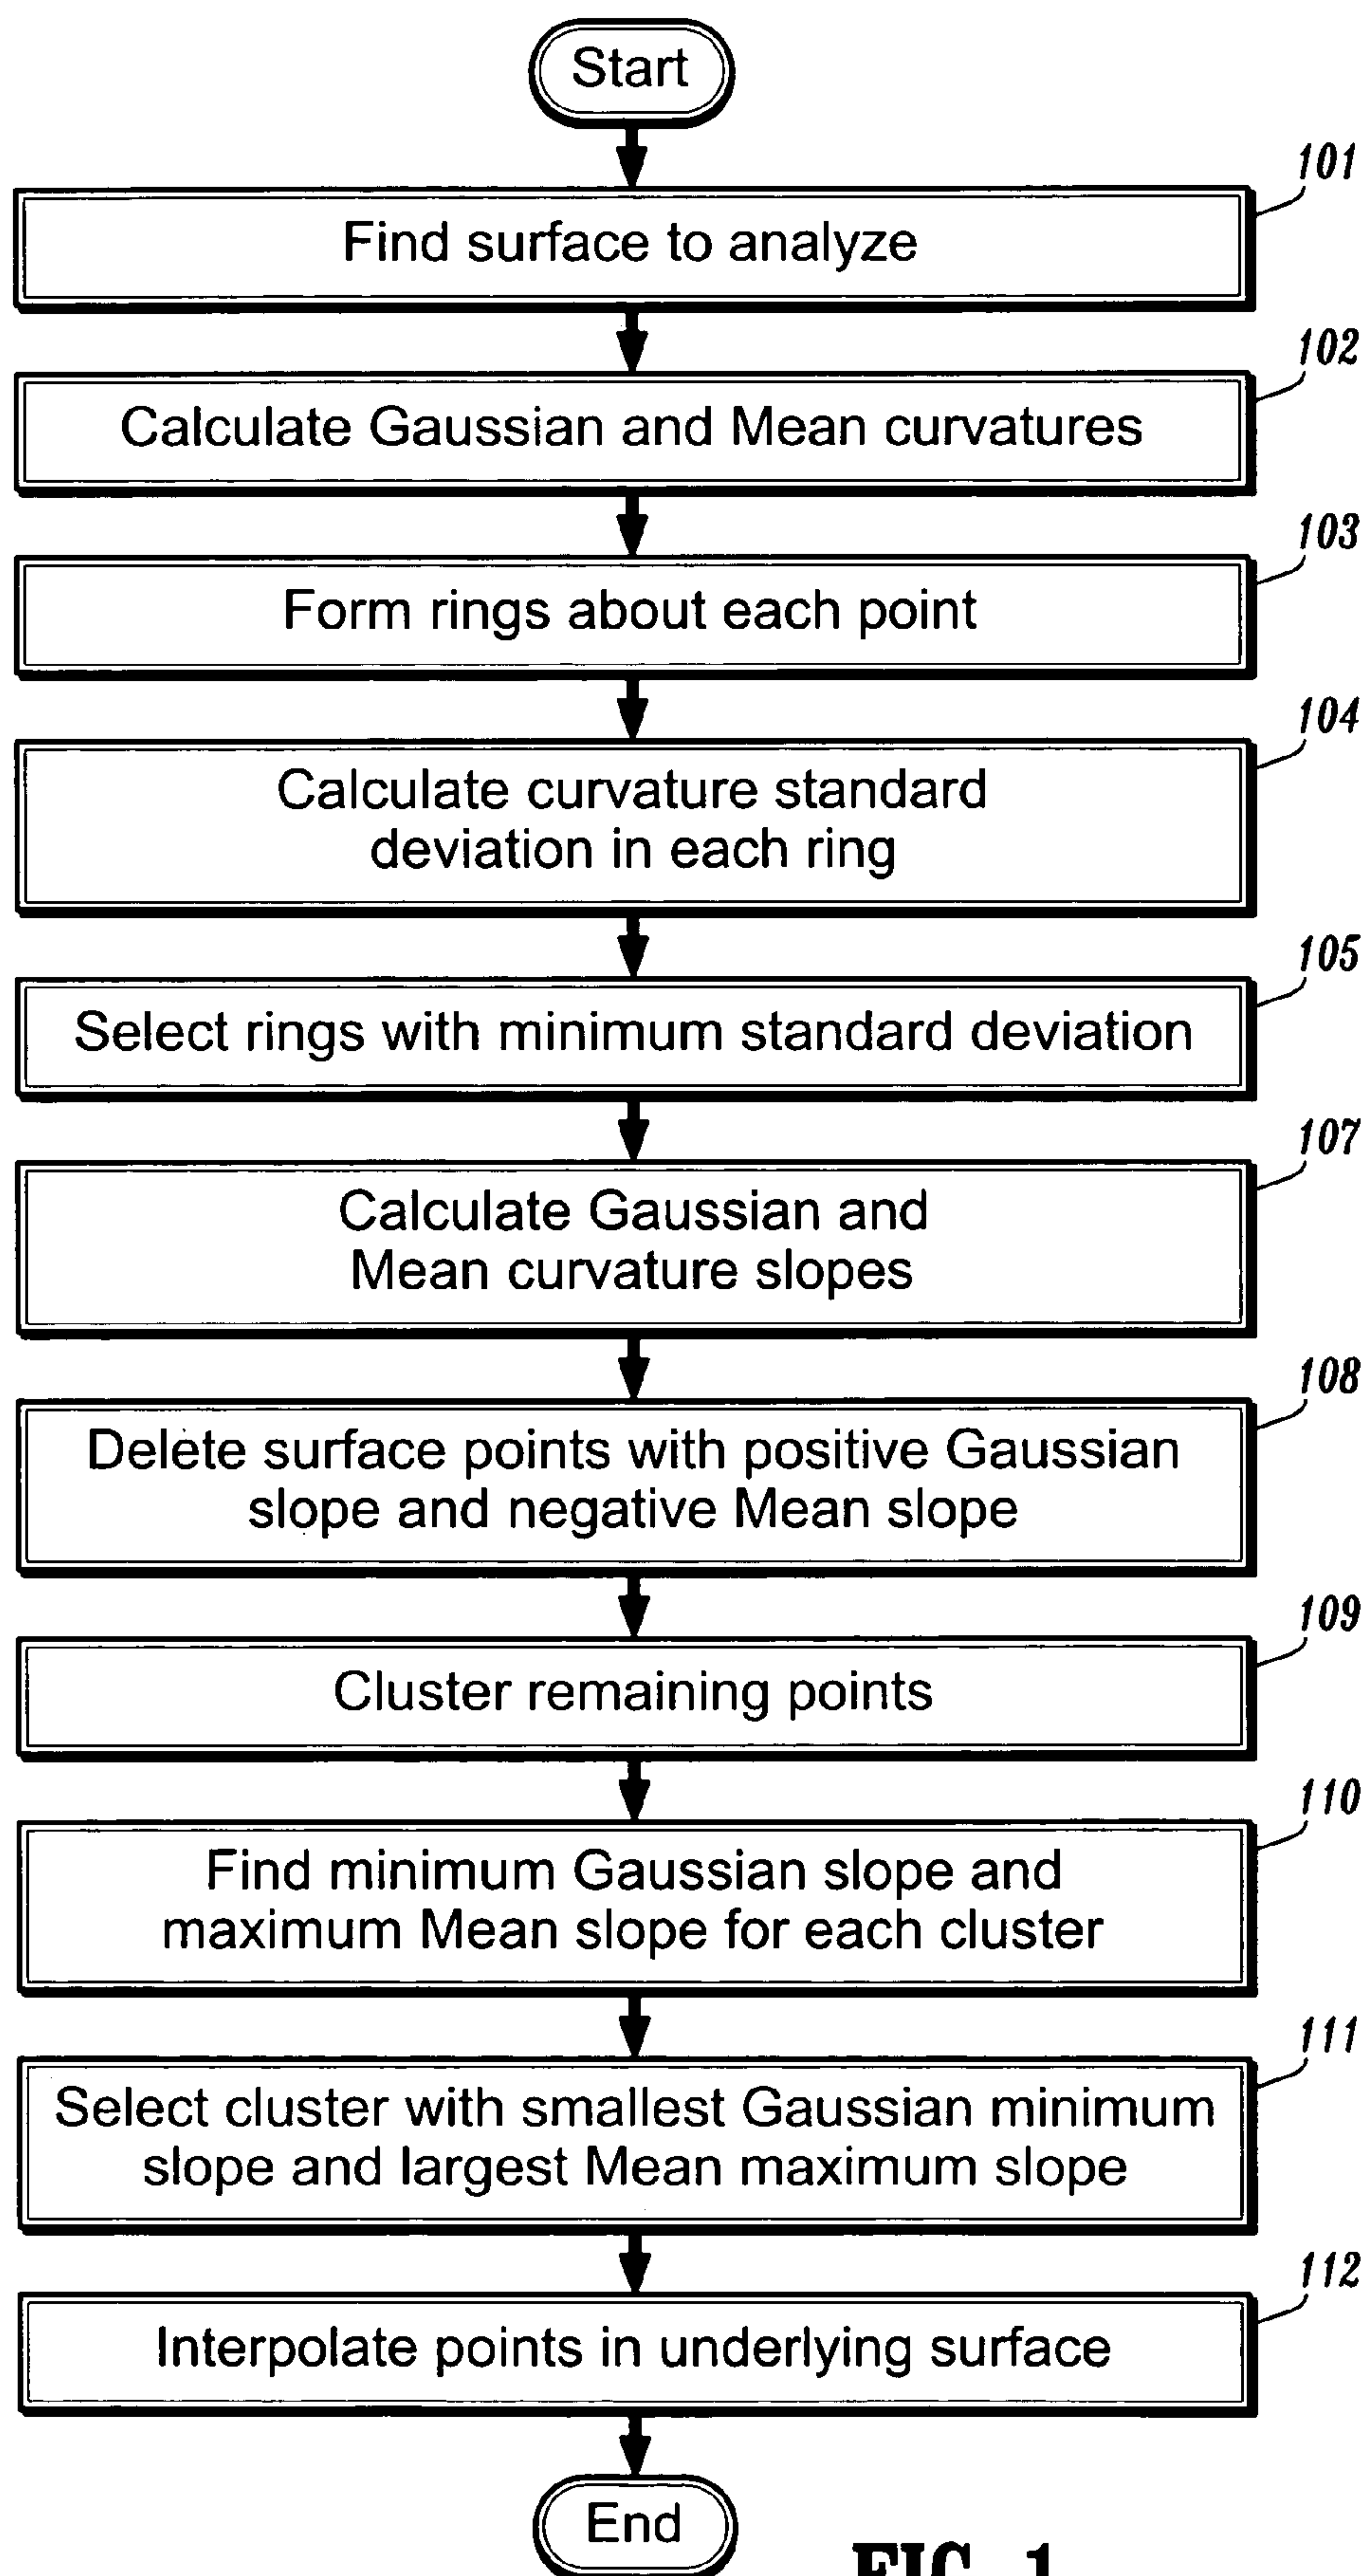 Start
101
Find surface to analyze
102
Calculate Gaussian and Mean curvatures
103
Form rings about each point
104
Calculate curvature standard
deviation in each ring
105
Select rings with minimum standard deviation
107
Calculate Gaussian and
Mean curvature slopes
108
Delete surface points with positive Gaussian
slope and negative Mean slope
109
Cluster remaining points
110
Find minimum Gaussian slope and
maximum Mean slope for each cluster
111
Select cluster with smallest Gaussian minimum
slope and largest Mean maximum slope
112
Interpolate points in underlying surface
End
FIG. 1